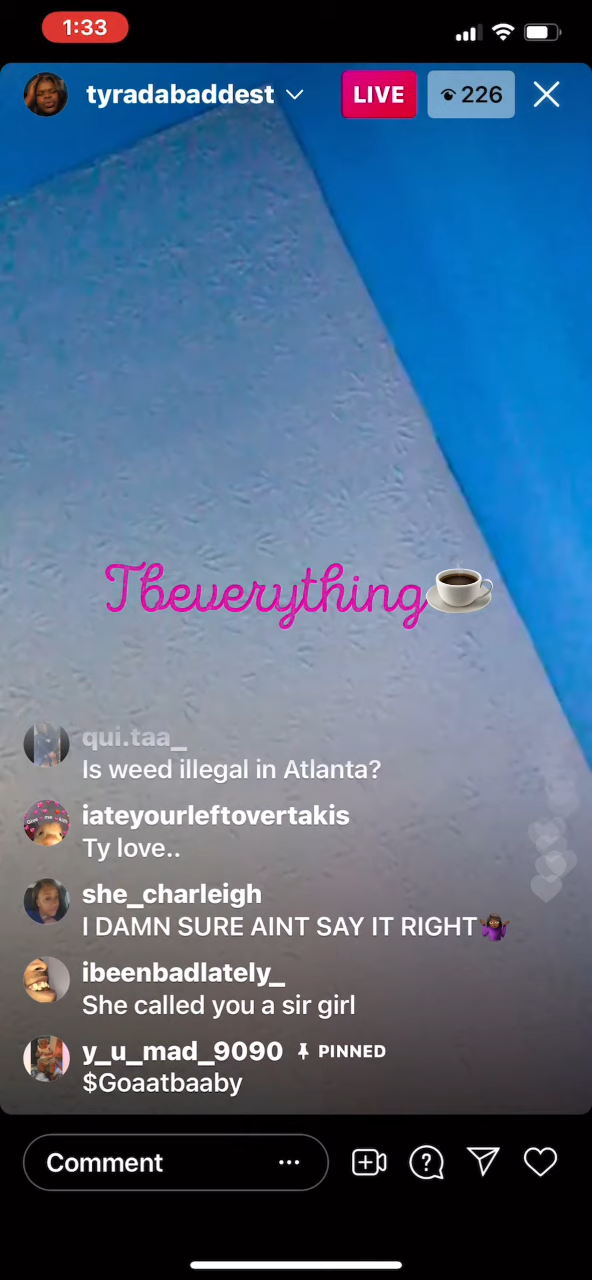 1:33
tyradabaddest
LIVE
226
Tbeverything
qui.taa_
Is weed illegal in Atlanta?
iateyourleftovertakis
Ty love..
she_charleigh
I DAMN SURE AINT SAY IT RIGHT🤷🏾‍♀️
ibeenbadlately_
She called you a sir girl
y_u_mad_9090 PINNED
$Goaatbaaby
Comment ...